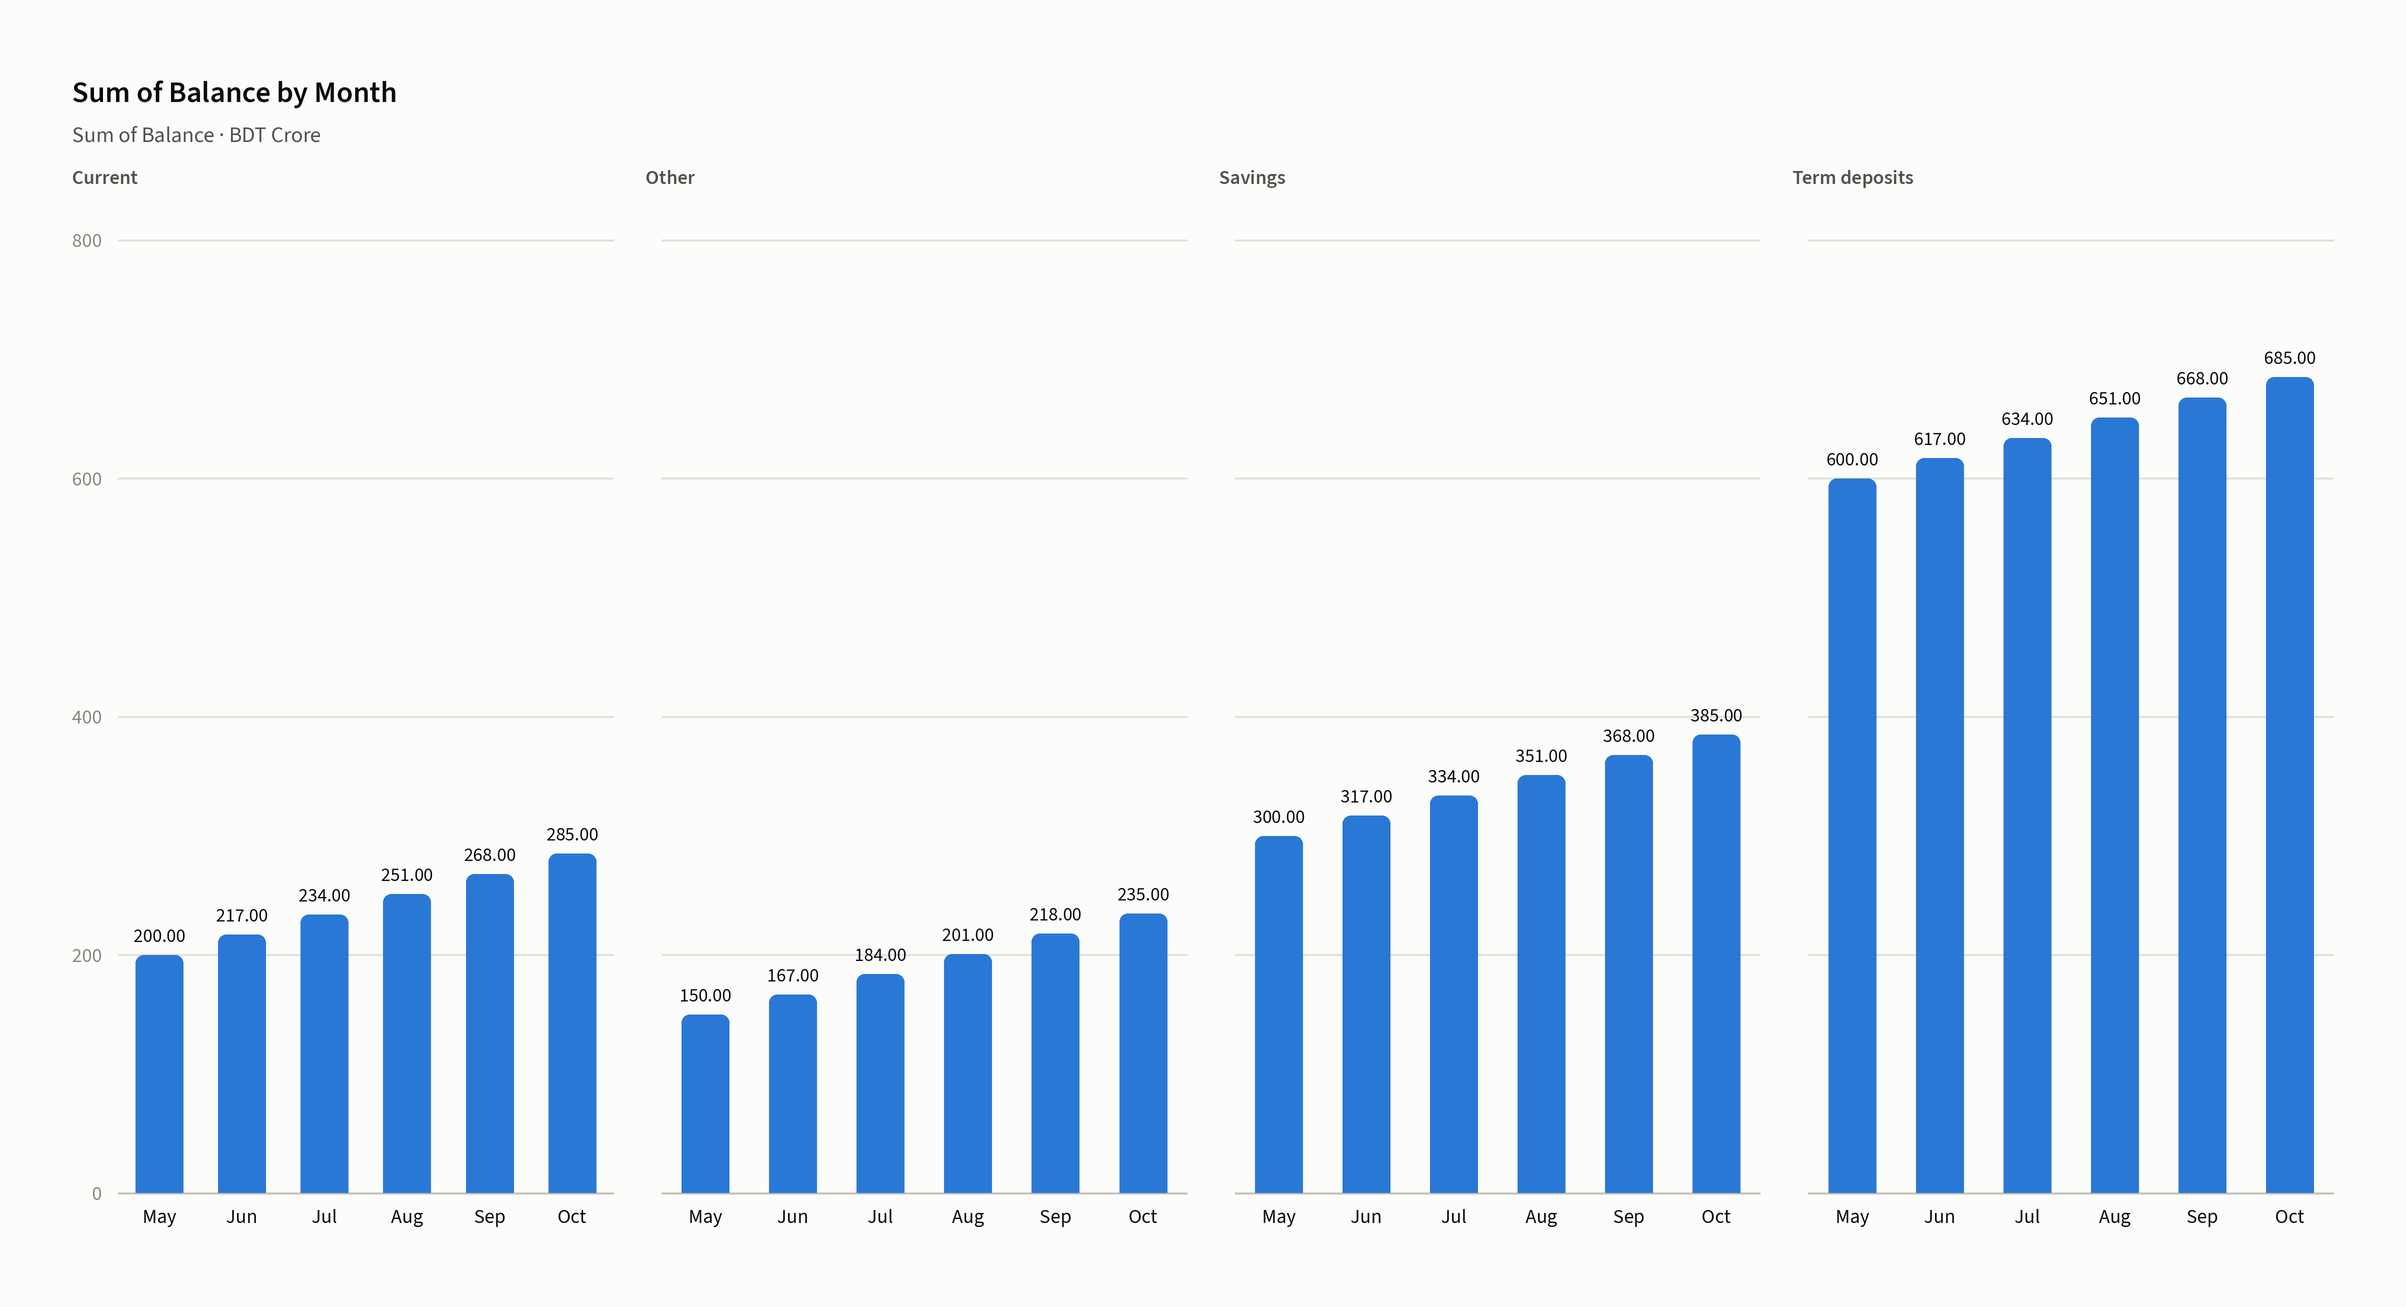 Sum of Balance by Month
Sum of Balance · BDT Crore
Current
800
600
400
200
0
200.00
217.00
234.00
251.00
268.00
285.00
May
Jun
Jul
Aug
Sep
Oct
Other
150.00
167.00
184.00
201.00
218.00
235.00
May
Jun
Jul
Aug
Sep
Oct
Savings
300.00
317.00
334.00
351.00
368.00
385.00
May
Jun
Jul
Aug
Sep
Oct
Term deposits
600.00
617.00
634.00
651.00
668.00
685.00
May
Jun
Jul
Aug
Sep
Oct